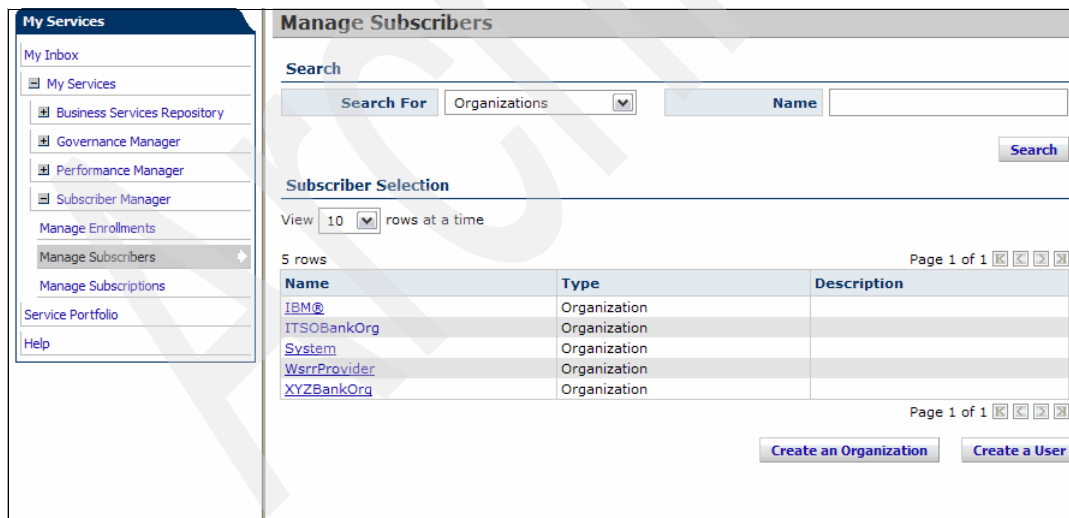 My Services
My Inbox
My Services
Business Services Repository
Governance Manager
Performance Manager
Subscriber Manager
Manage Enrollments
Manage Subscribers
Manage Subscriptions
Service Portfolio
Help
Manage Subscribers
Search
Search For Organizations Name
Search
Subscriber Selection
View 10 rows at a time
5 rows Page 1 of 1
Name Type Description
IBM® Organization
ITSOBankOrg Organization
System Organization
WsrrProvider Organization
XYZBankOrg Organization
Page 1 of 1
Create an Organization Create a User